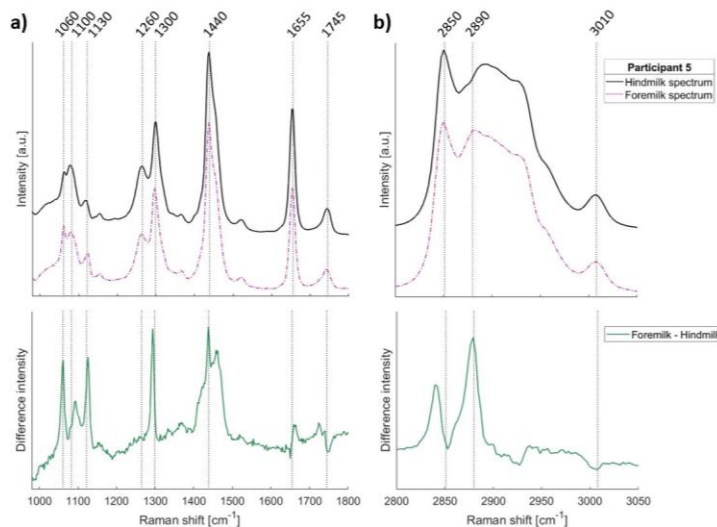 a)
1060
1100
1130
1260
1300
1440
1655
1745
b)
2850
2890
3010
Participant 5
Hindmilk spectrum
Foremilk spectrum
Intensity [a.u.]
Intensity [a.u.]
Foremilk - Hindmilk
Difference intensity
Difference intensity
1000 1100 1200 1300 1400 1500 1600 1700 1800
2800 2850 2900 2950 3000 3050
Raman shift [cm-1]
Raman shift [cm-1]